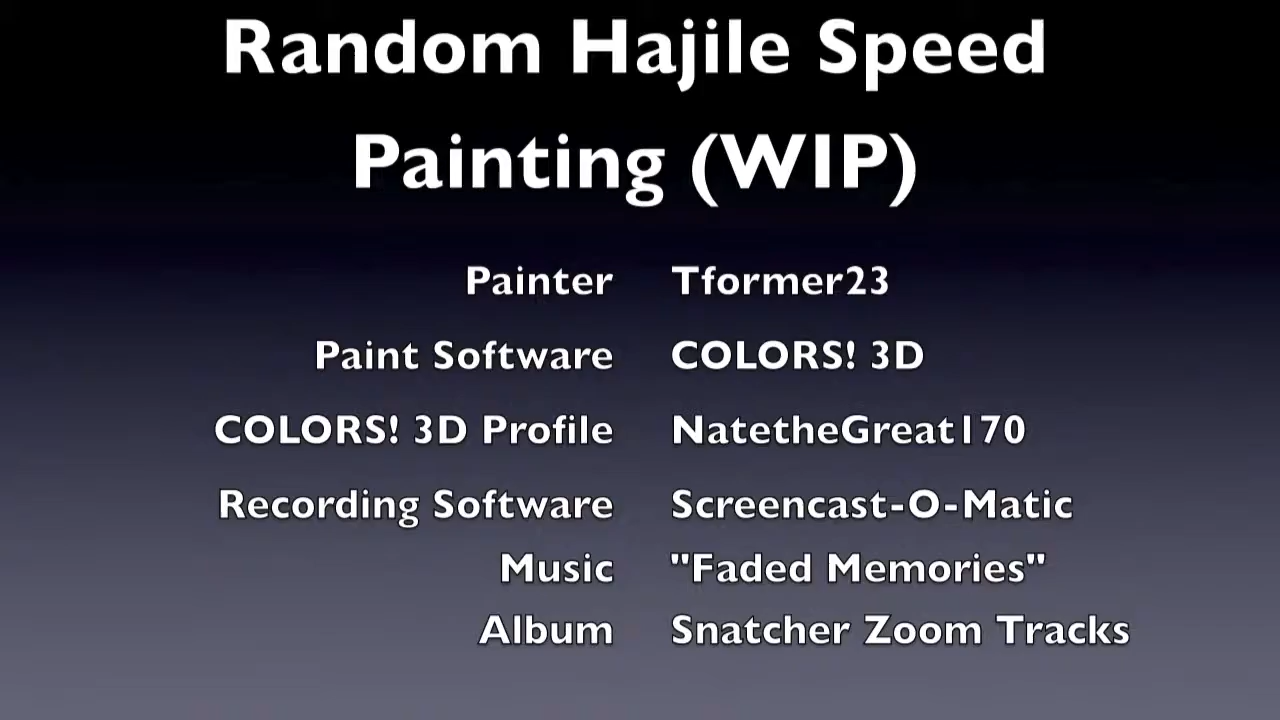 Random Hajile Speed
Painting (WIP)
Painter Tformer23
Paint Software COLORS! 3D
COLORS! 3D Profile NatetheGreat170
Recording Software Screencast-O-Matic
Music "Faded Memories"
Album Snatcher Zoom Tracks